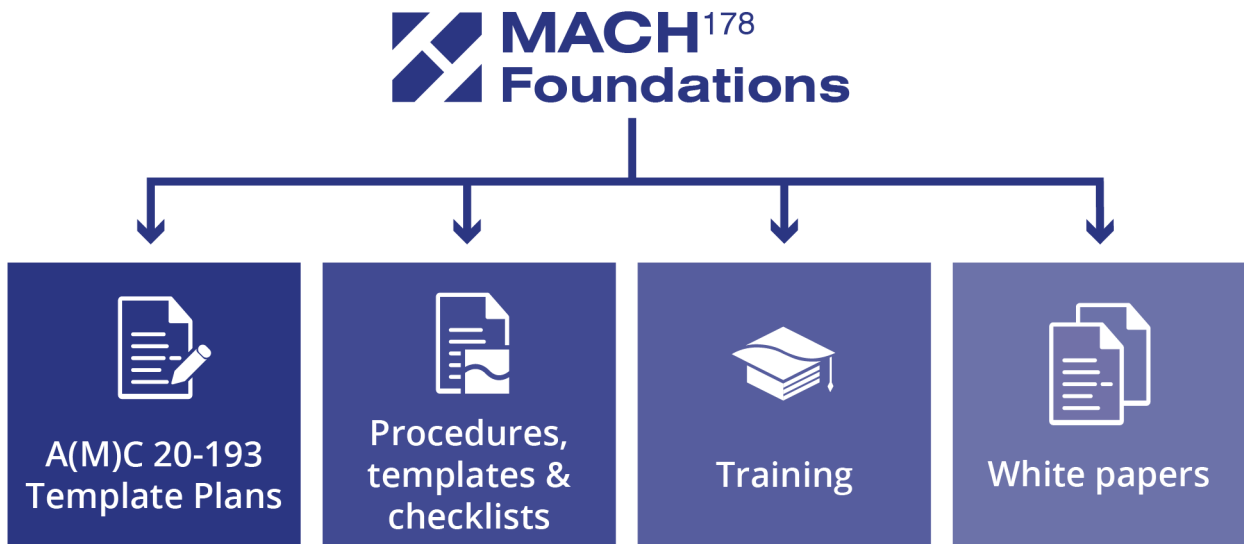 MACH178
Foundations
A(M)C 20-193
Template Plans
Procedures,
templates &
checklists
Training
White papers